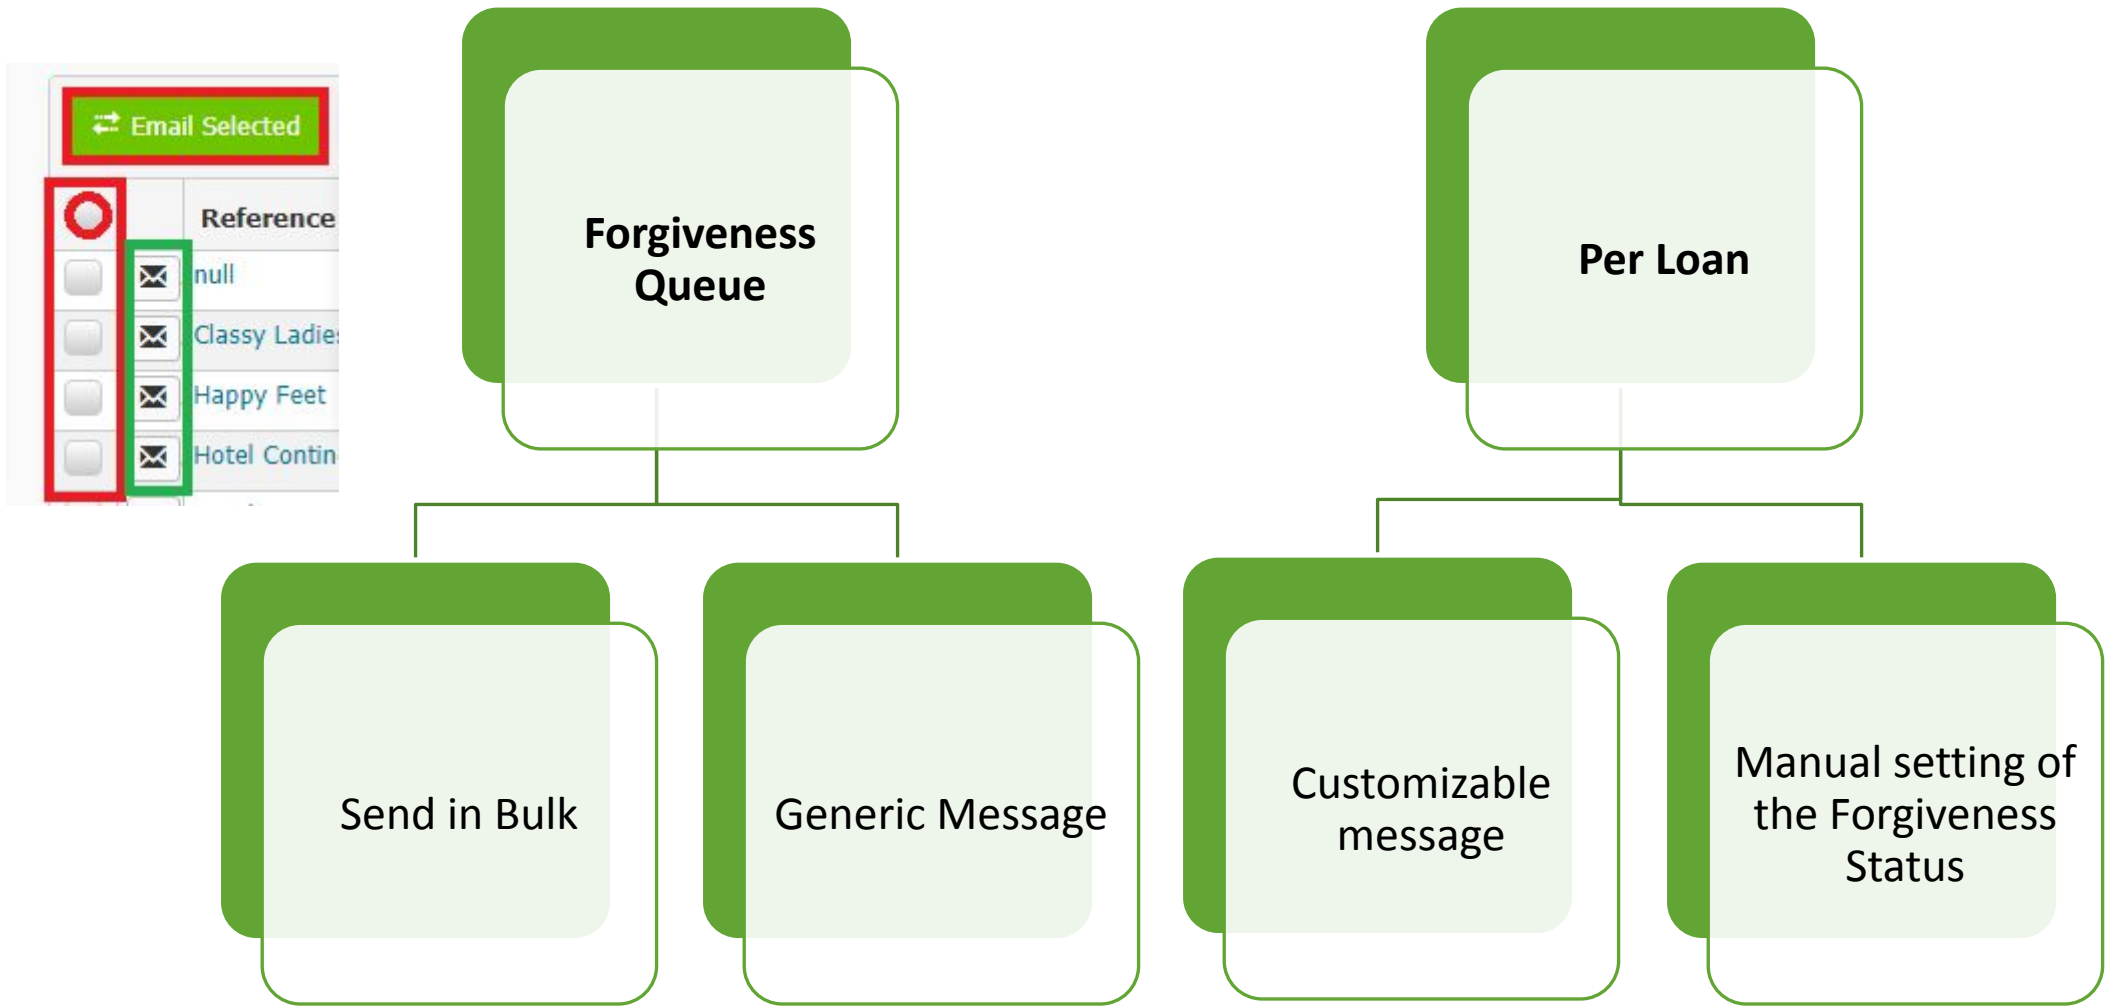 Email Selected
Reference
null
Classy Ladies
Happy Feet
Hotel Contin
Forgiveness
Queue
Per Loan
Send in Bulk
Generic Message
Customizable
message
Manual setting of
the Forgiveness
Status